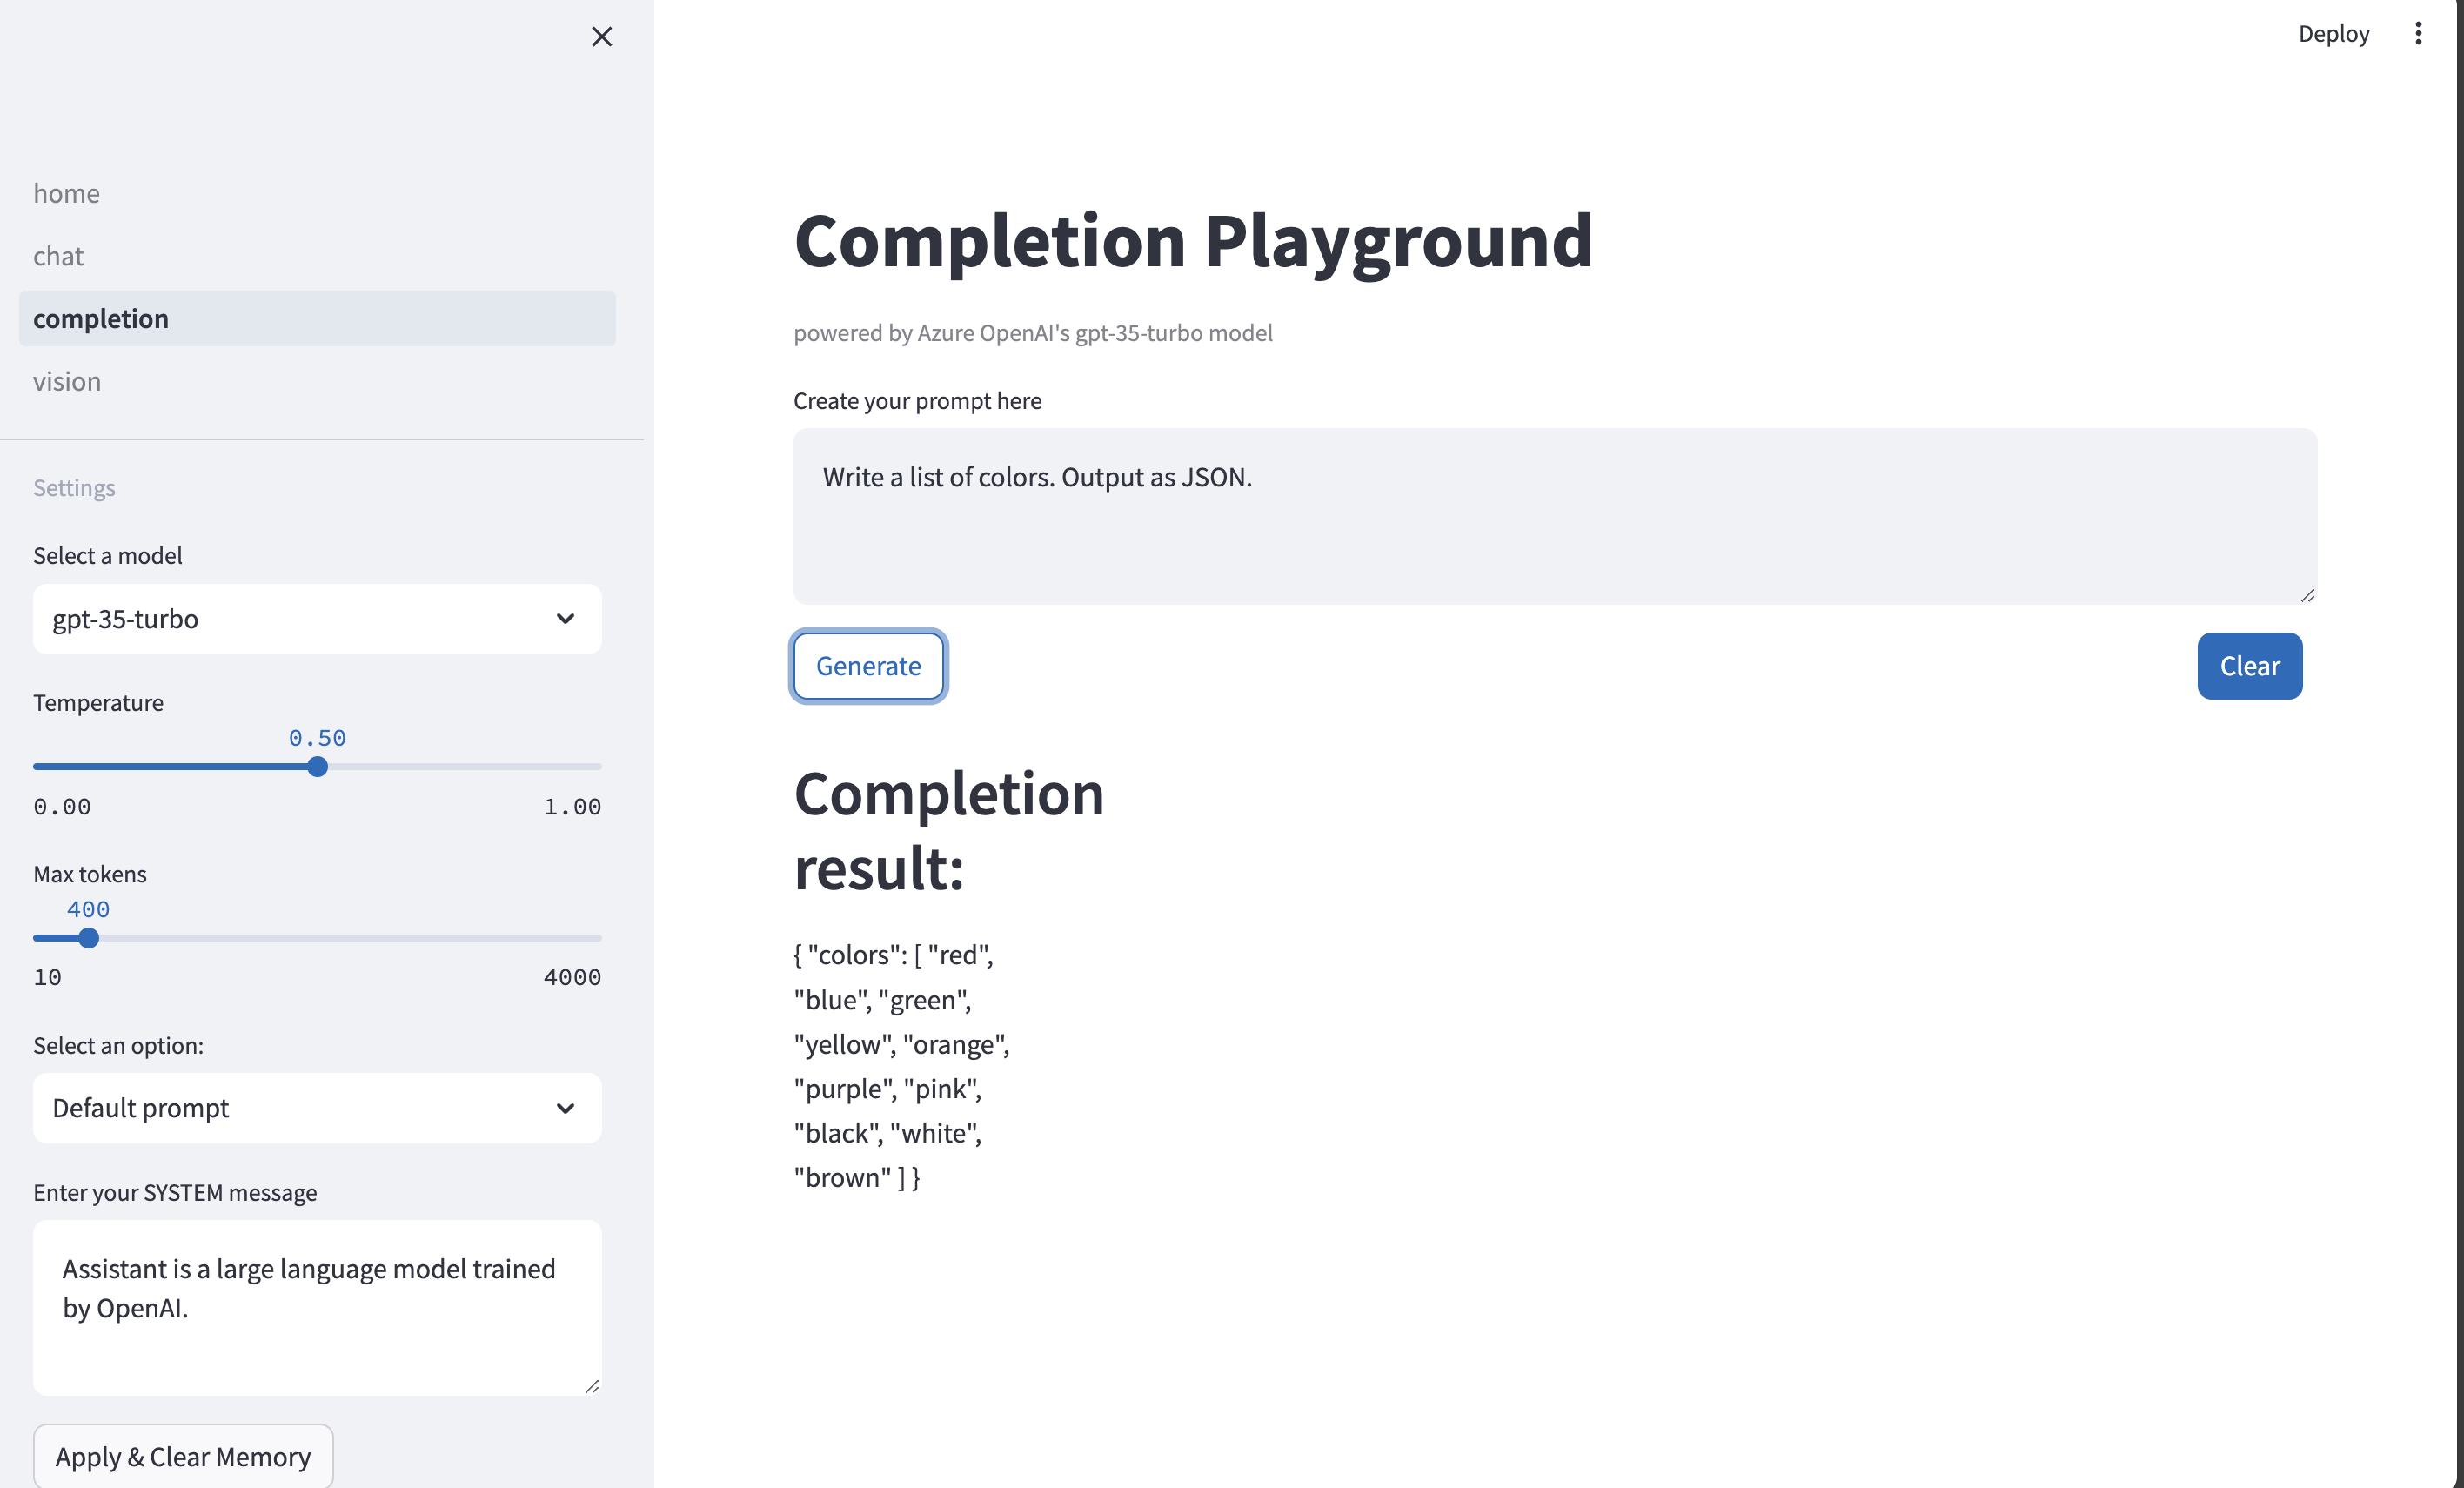 home
chat
completion
vision
Settings
Select a model
gpt-35-turbo
Temperature
0.50
0.00 1.00
Max tokens
400
10 4000
Select an option:
Default prompt
Enter your SYSTEM message
Assistant is a large language model trained
by OpenAI.
Apply & Clear Memory
Deploy
Completion Playground
powered by Azure OpenAI's gpt-35-turbo model
Create your prompt here
Write a list of colors. Output as JSON.
Generate Clear
Completion
result:
{ "colors": [ "red",
"blue", "green",
"yellow", "orange",
"purple", "pink",
"black", "white",
"brown" ] }